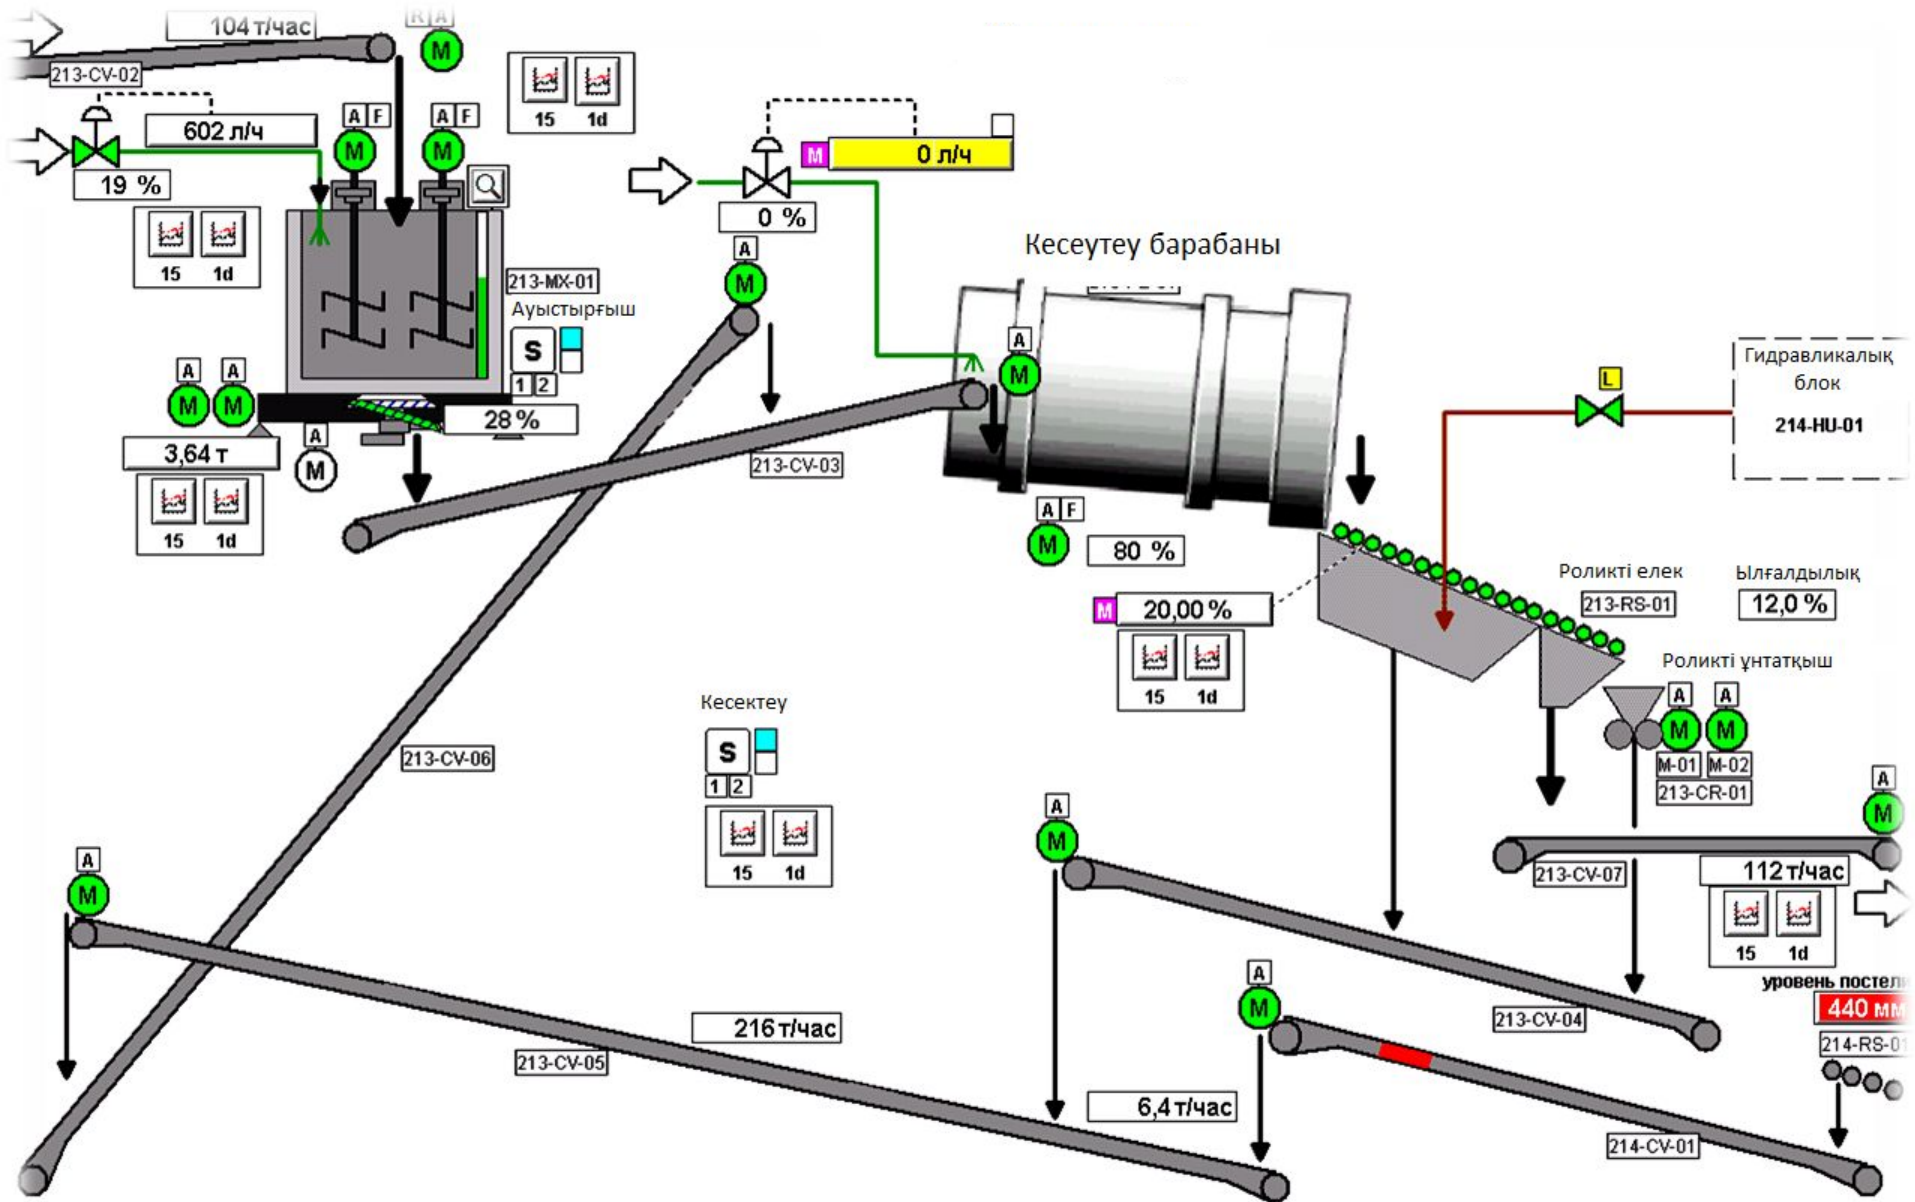 104 т/час
R A
M
213-CV-02
15 1d
602 л/ч
A F
M
A F
M
19 %
15 1d
M 0 л/ч
0 %
A
M
Кесеутеу барабаны
213-MX-01
Ауыстырғыш
S
1 2
28 %
A A
M M
3,64 т
A
M
15 1d
A
M
213-CV-03
L
Гидравликалық
блок
214-HU-01
A F
M
80 %
M 20,00 %
15 1d
Роликті елек
213-RS-01
Ылғалдылық
12,0 %
Роликті ұнтатқыш
A A
M M
M-01 M-02
213-CR-01
Кесектеу
S
1 2
15 1d
213-CV-06
A
M
A
M
A
M
213-CV-07
112 т/час
15 1d
уровень постели
440 мм
214-RS-01
213-CV-04
A
M
216 т/час
213-CV-05
6,4 т/час
214-CV-01